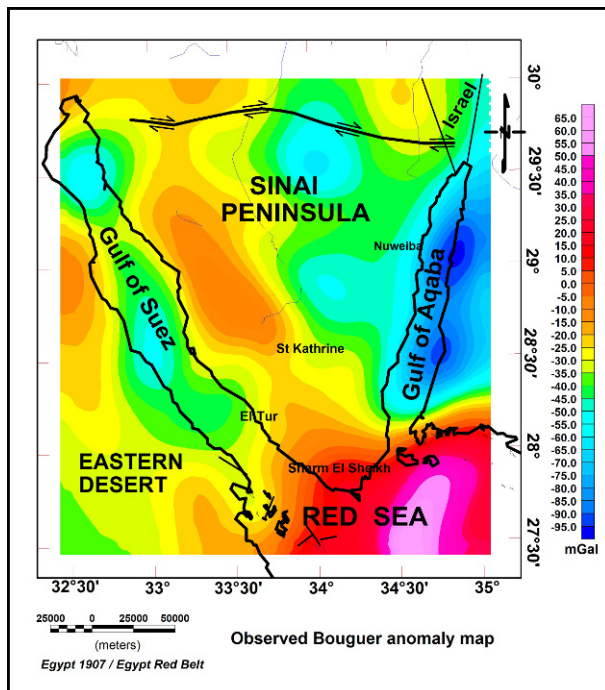 30°
Israel
29°30'
SINAI
PENINSULA
Nuweiba
29°
Gulf of Suez
Gulf of Aqaba
St Kathrine
28°30'
El Tur
EASTERN
DESERT
Sharm El Sheikh
28°
RED SEA
27°30'
32°30' 33° 33°30' 34° 34°30' 35°
65.0
60.0
55.0
50.0
45.0
40.0
35.0
30.0
25.0
20.0
15.0
10.0
5.0
0.0
-5.0
-10.0
-15.0
-20.0
-25.0
-30.0
-35.0
-40.0
-45.0
-50.0
-55.0
-60.0
-65.0
-70.0
-75.0
-80.0
-85.0
-90.0
-95.0
mGal
25000 0 25000 50000
(meters)
Observed Bouguer anomaly map
Egypt 1907 / Egypt Red Belt